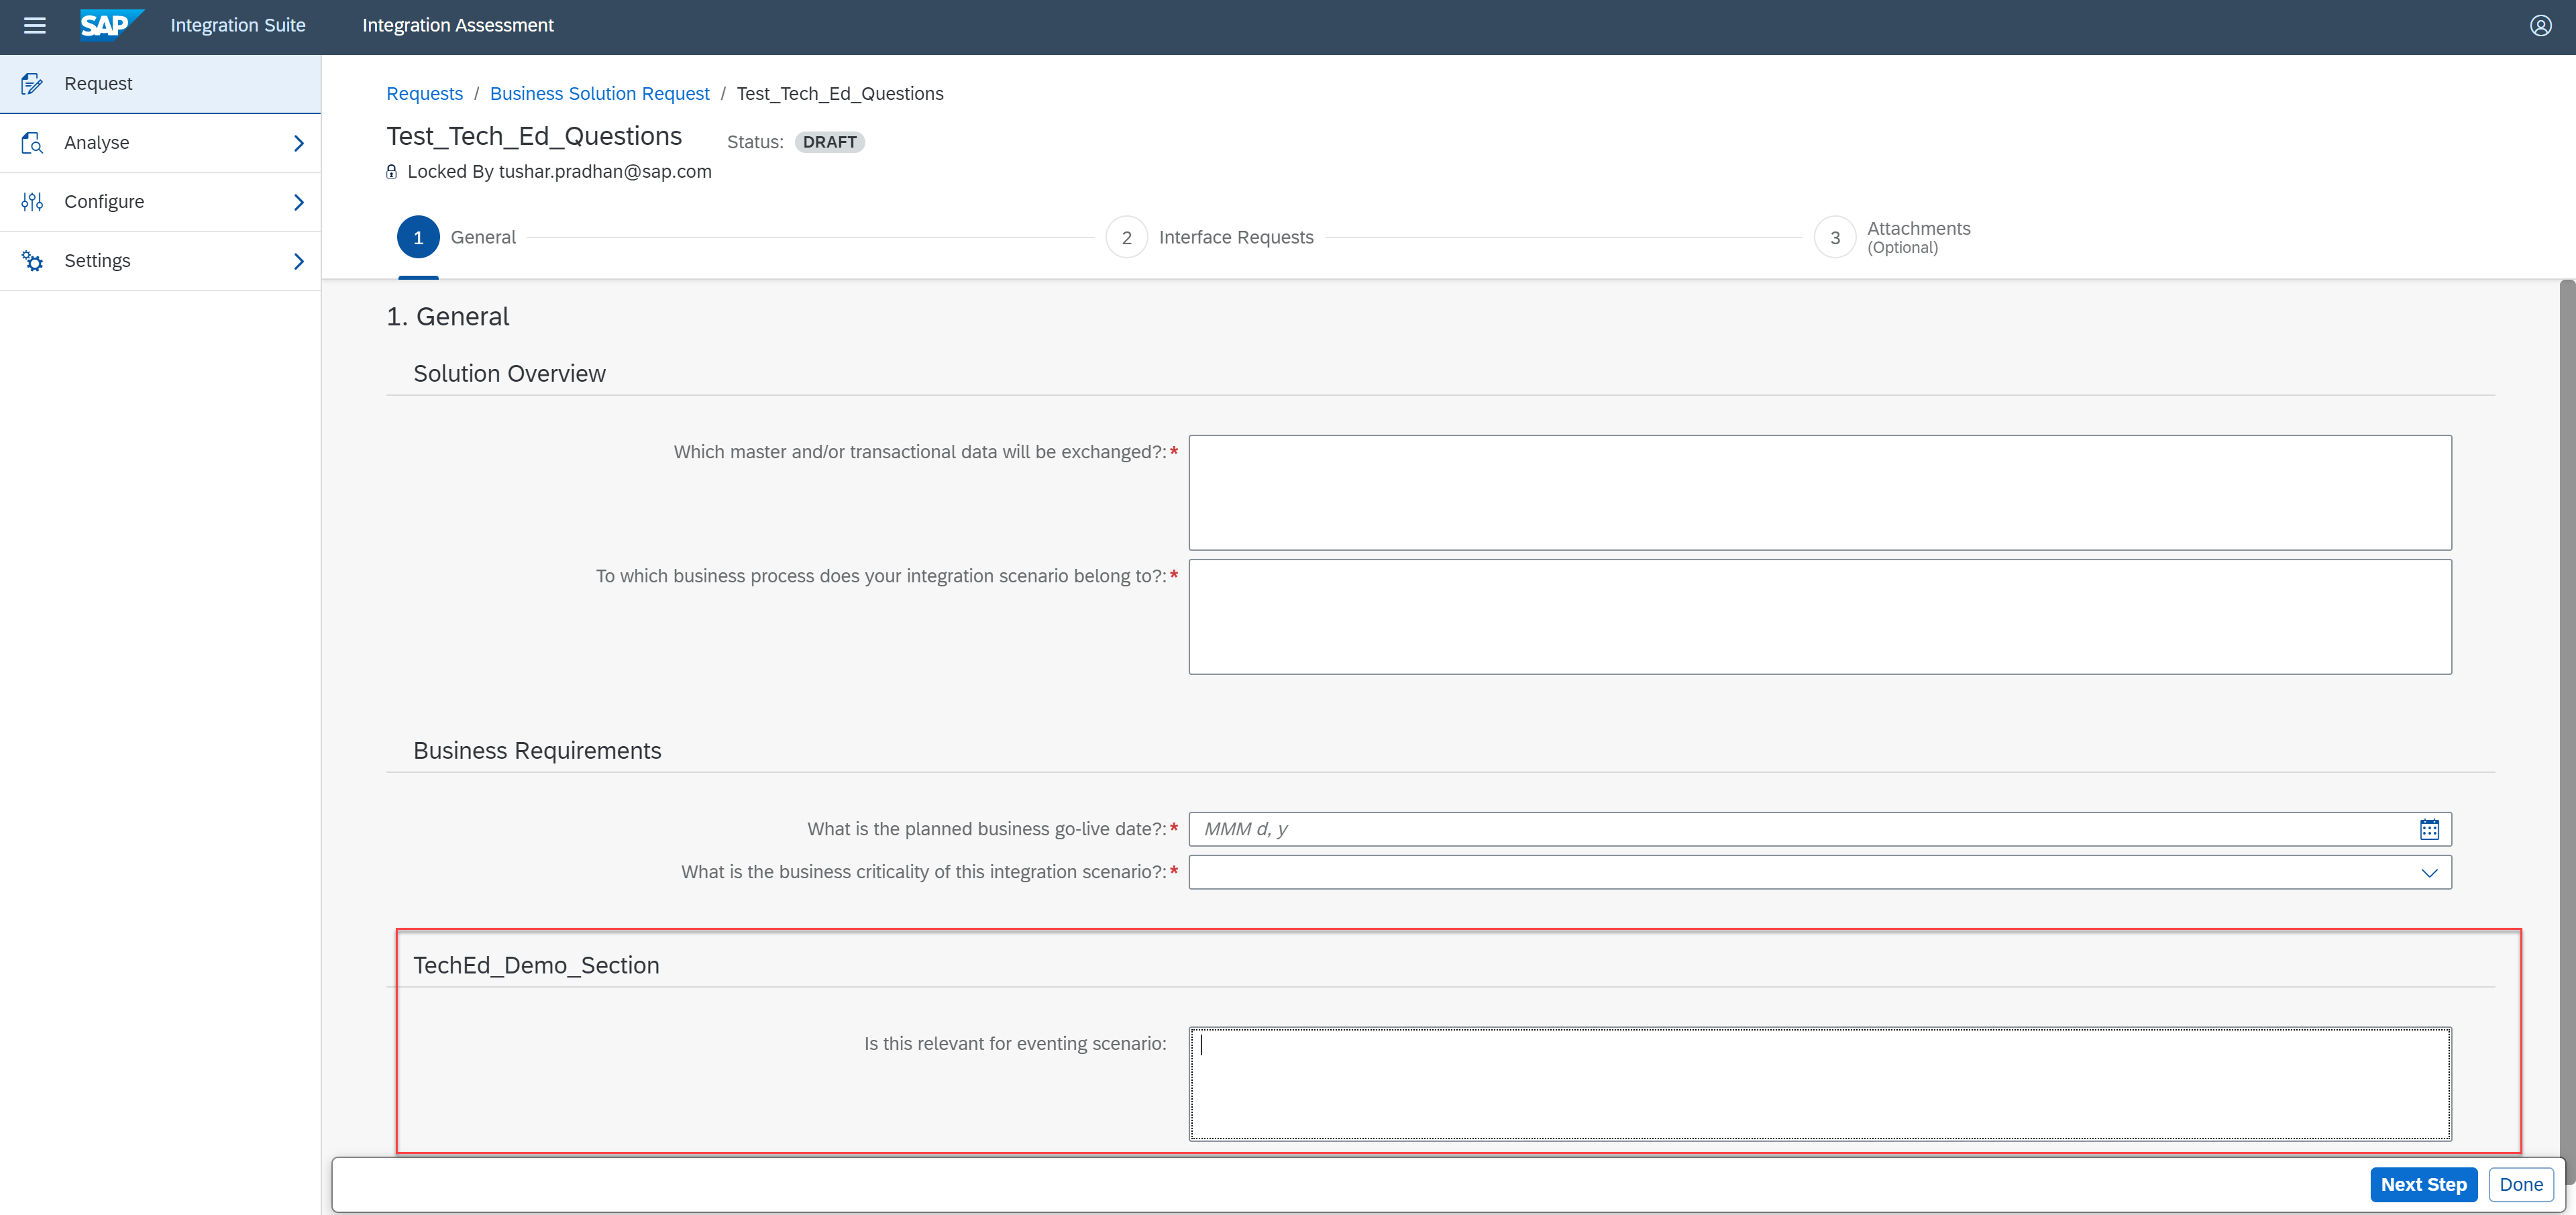 SAP Integration Suite Integration Assessment
Request
Analyse
Configure
Settings
Requests / Business Solution Request / Test_Tech_Ed_Questions
Test_Tech_Ed_Questions Status: DRAFT
Locked By tushar.pradhan@sap.com
1 General 2 Interface Requests 3 Attachments
(Optional)
1. General
Solution Overview
Which master and/or transactional data will be exchanged?:*
To which business process does your integration scenario belong to?:*
Business Requirements
What is the planned business go-live date?:* MMM d, y
What is the business criticality of this integration scenario?:*
TechEd_Demo_Section
Is this relevant for eventing scenario:
Next Step Done